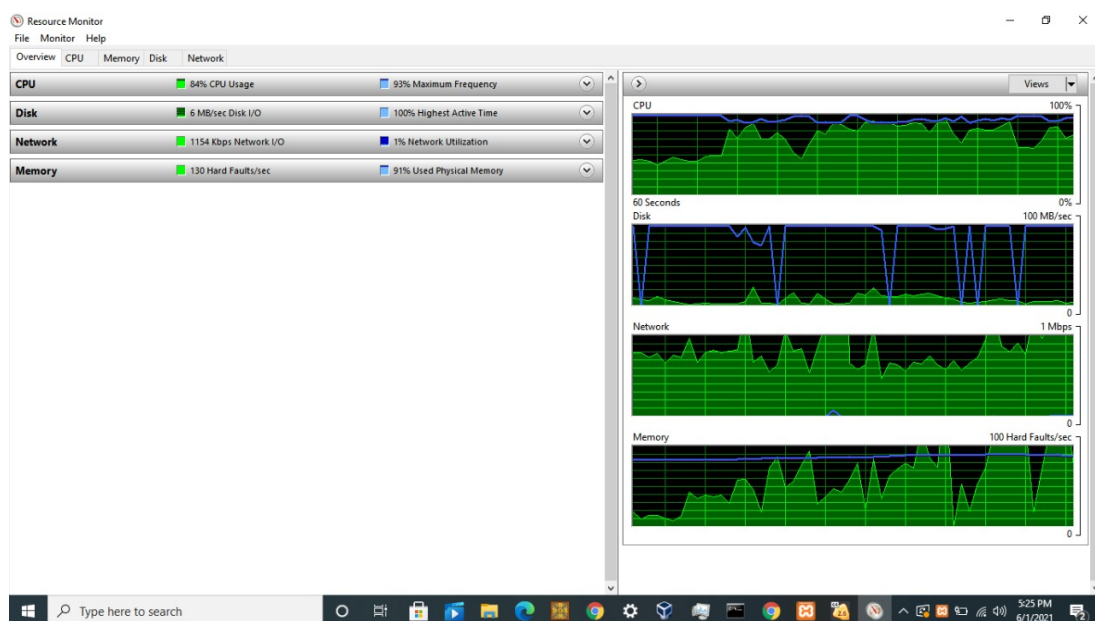 Resource Monitor
File Monitor Help
Overview CPU Memory Disk Network
CPU 84% CPU Usage 93% Maximum Frequency
Disk 6 MB/sec Disk I/O 100% Highest Active Time
Network 1154 Kbps Network I/O 1% Network Utilization
Memory 130 Hard Faults/sec 91% Used Physical Memory
Views
CPU 100%
60 Seconds 0%
Disk 100 MB/sec
0
Network 1 Mbps
0
Memory 100 Hard Faults/sec
0
Type here to search
5:25 PM
6/1/2021